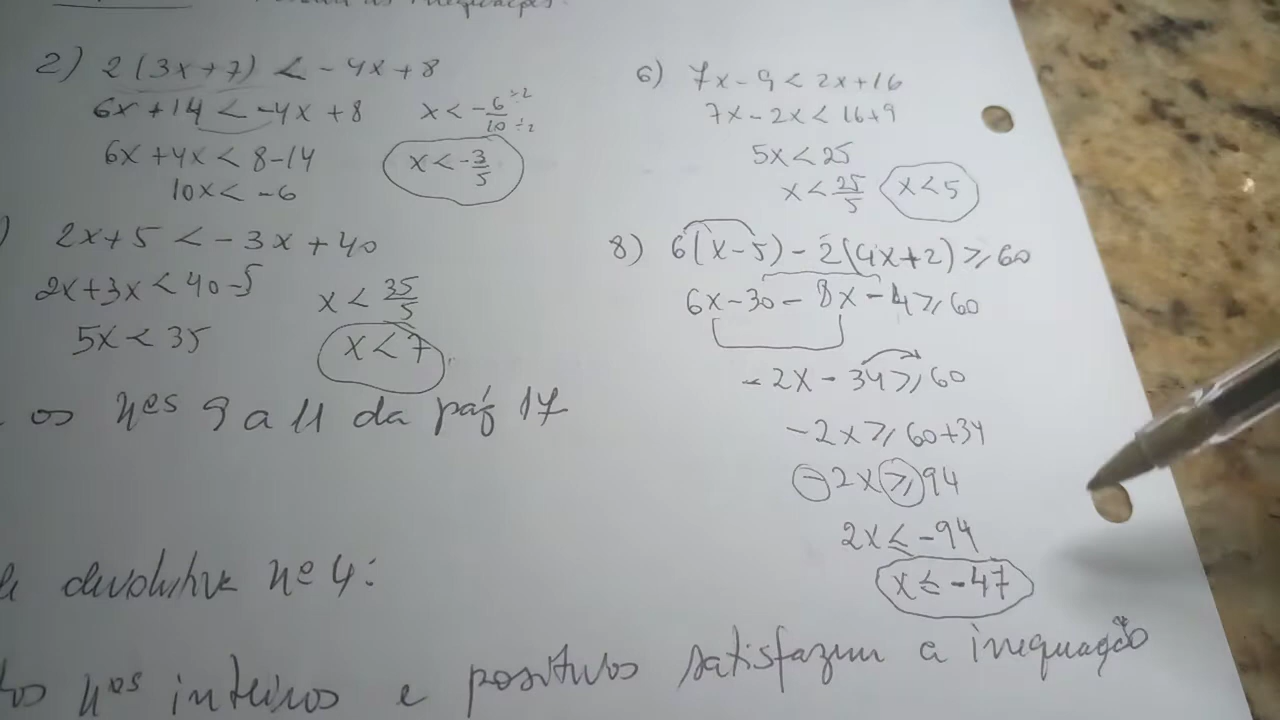 inequações.
2) 2(3x+7) < -4x+8
6x+14 < -4x+8
6x+4x < 8-14
10x < -6
x < -6/10 ÷2 ÷2
x < -3/5
) 2x+5 < -3x+40
2x+3x < 40-5
5x < 35
x < 35/5
x < 7
6) 7x-9 < 2x+16
7x-2x < 16+9
5x < 25
x < 25/5 x < 5
8) 6(x-5)-2(4x+2) ⩾ 60
6x-30-8x-4 ⩾ 60
-2x-34 ⩾ 60
-2x ⩾ 60+34
-2x ⩾ 94
2x ≤ -94
x ≤ -47
os nos 9 a 11 da pág 17
devolutiva nº 4:
nos inteiros e positivos satisfazem a inequação